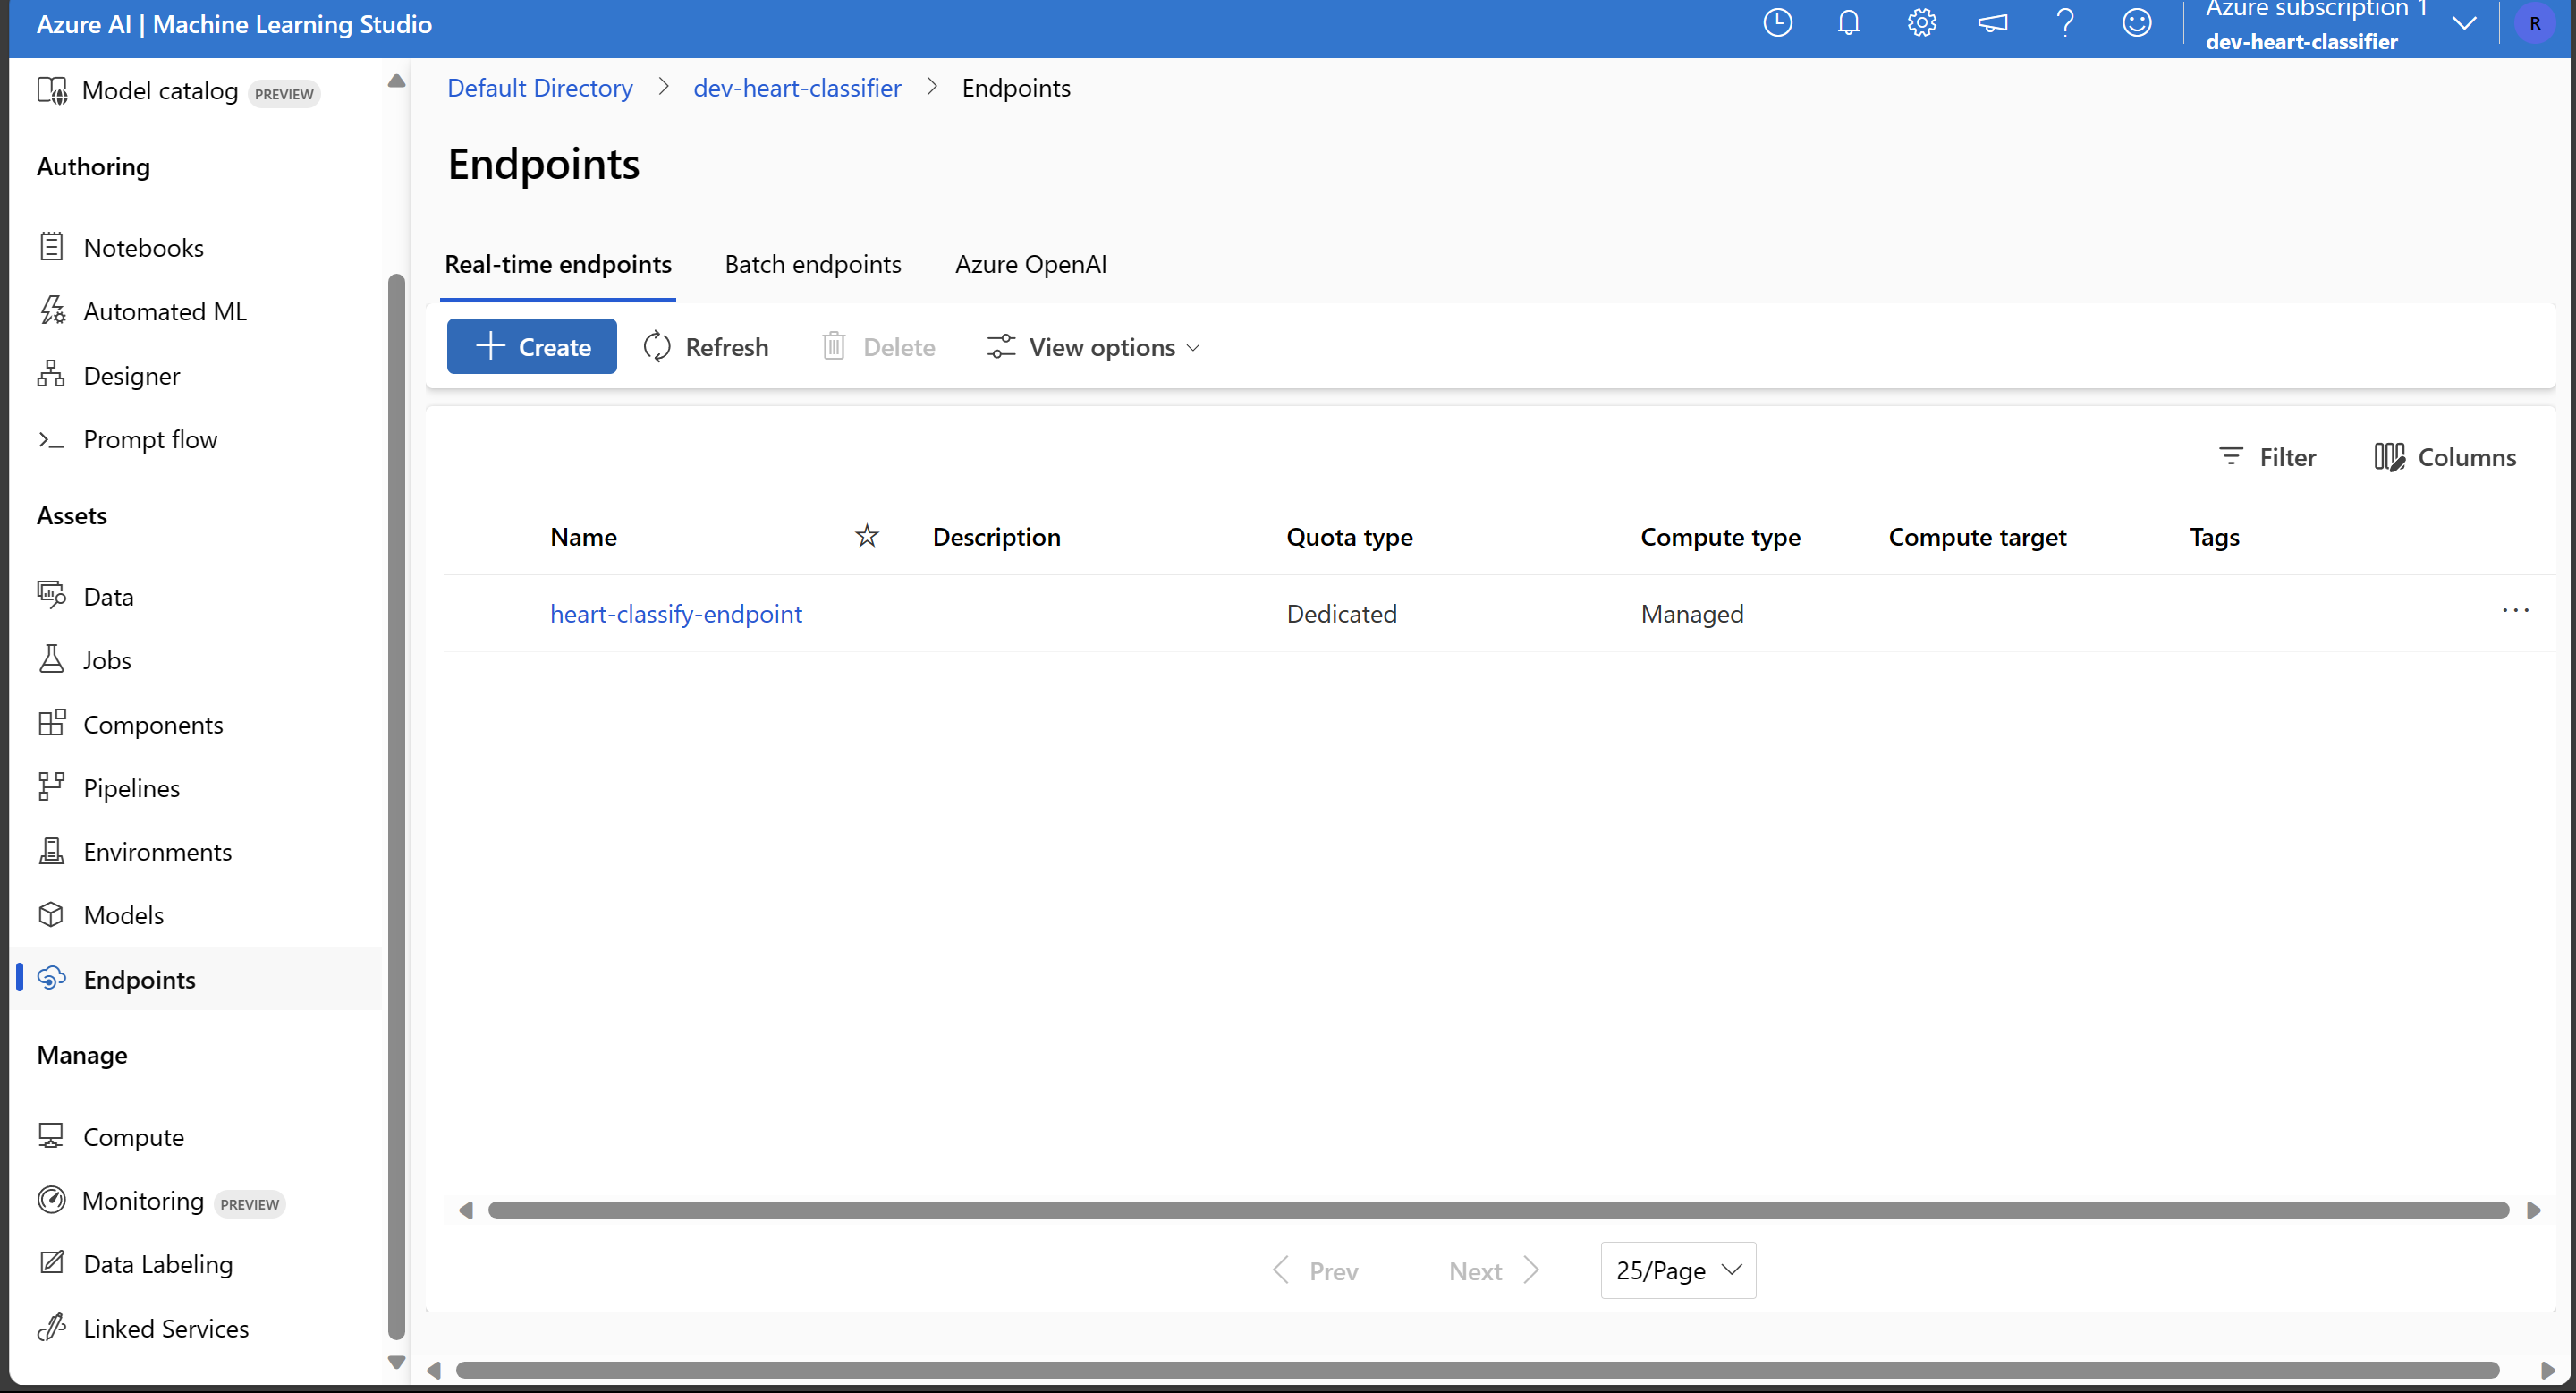 Azure AI | Machine Learning Studio
Azure subscription 1
dev-heart-classifier
R
Model catalog PREVIEW
Authoring
Notebooks
Automated ML
Designer
Prompt flow
Assets
Data
Jobs
Components
Pipelines
Environments
Models
Endpoints
Manage
Compute
Monitoring PREVIEW
Data Labeling
Linked Services
Default Directory > dev-heart-classifier > Endpoints
Endpoints
Real-time endpoints Batch endpoints Azure OpenAI
Create Refresh Delete View options
Filter Columns
Name Description Quota type Compute type Compute target Tags
heart-classify-endpoint Dedicated Managed ...
Prev Next 25/Page